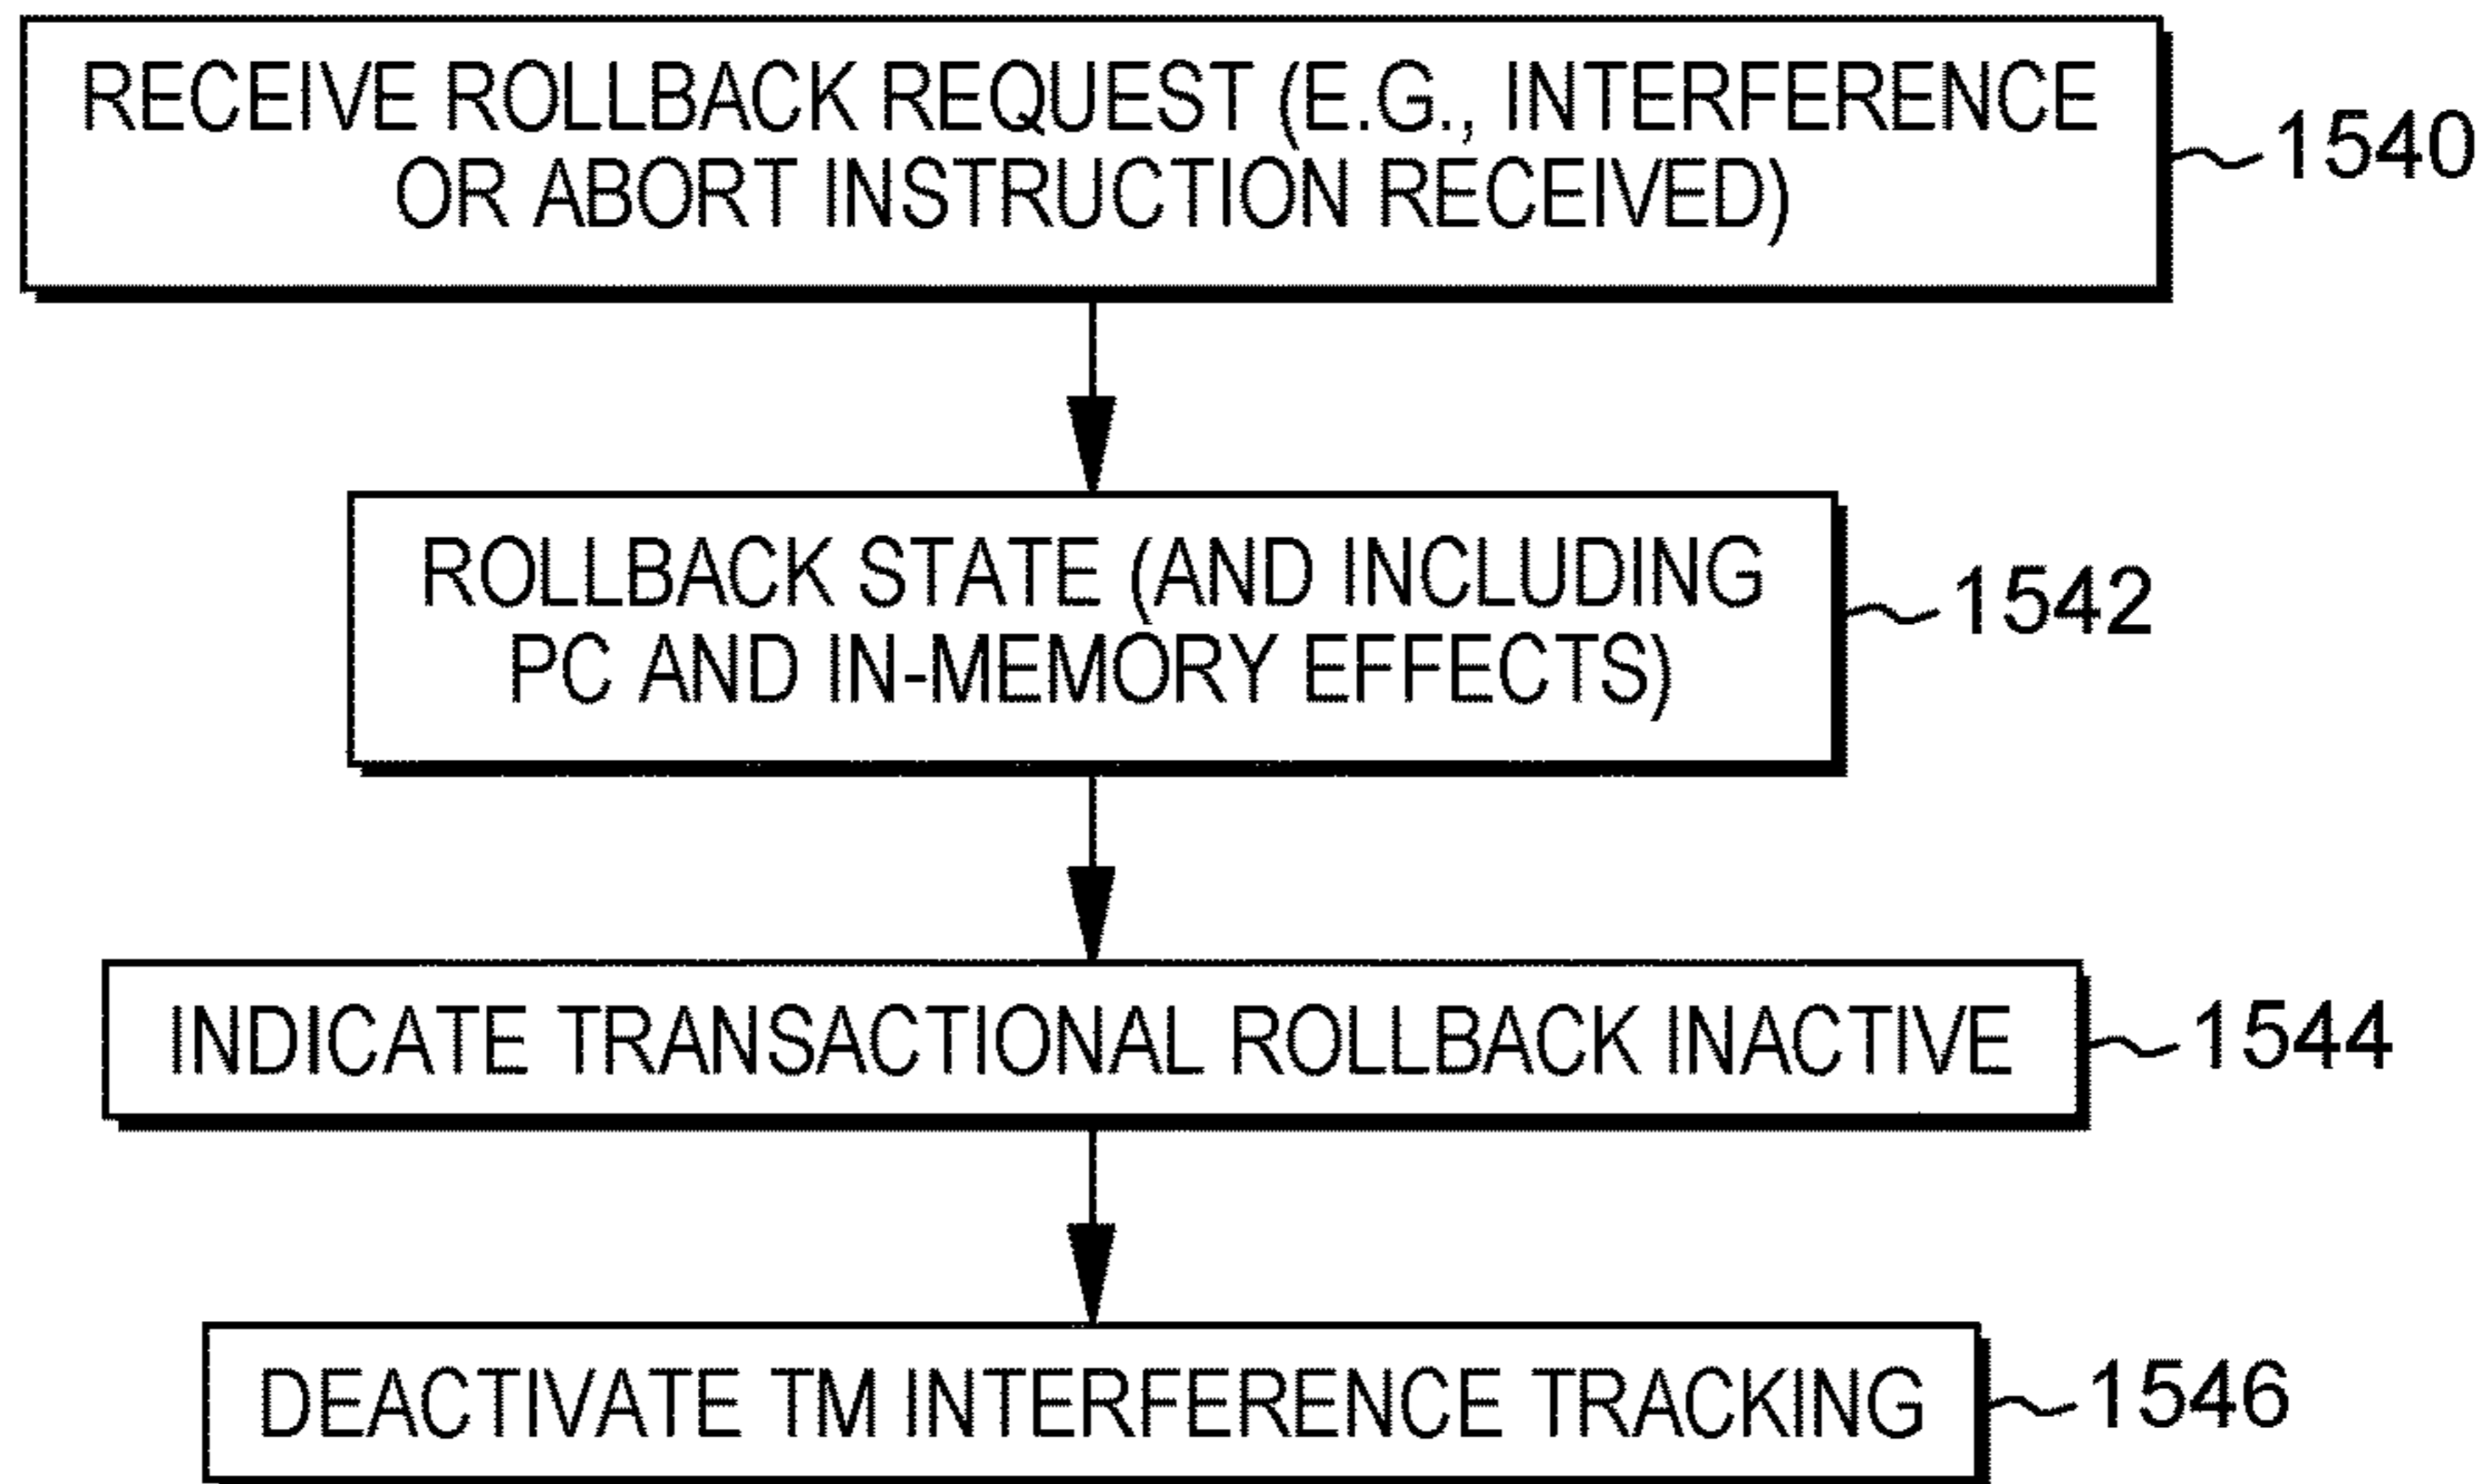 RECEIVE ROLLBACK REQUEST (E.G., INTERFERENCE
OR ABORT INSTRUCTION RECEIVED)
1540
ROLLBACK STATE (AND INCLUDING
PC AND IN-MEMORY EFFECTS)
1542
INDICATE TRANSACTIONAL ROLLBACK INACTIVE
1544
DEACTIVATE TM INTERFERENCE TRACKING
1546